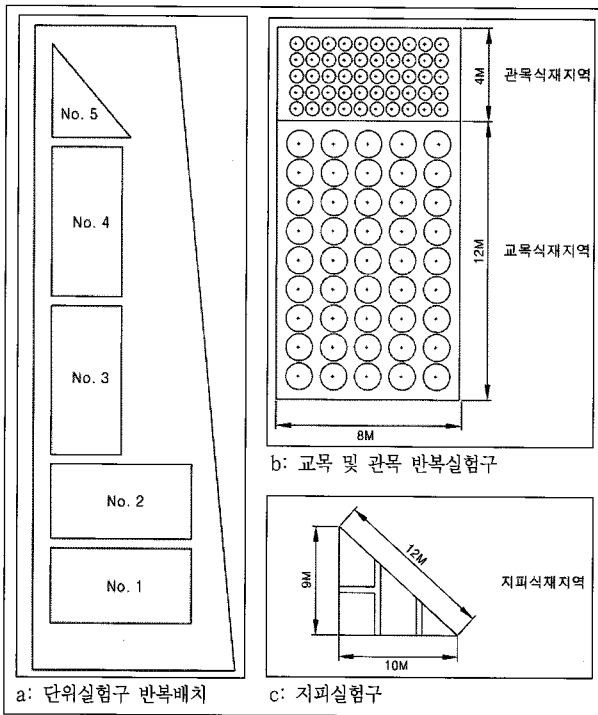 No. 5
No. 4
No. 3
No. 2
No. 1
a: 단위실험구 반복배치
4M
관목식재지역
12M
교목식재지역
8M
b: 교목 및 관목 반복실험구
9M
12M
10M
지피식재지역
c: 지피실험구